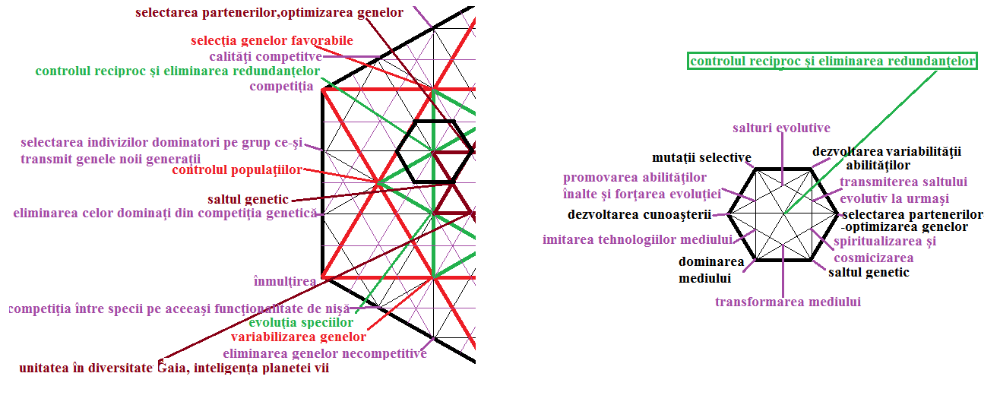 selectarea partenerilor,optimizarea genelor
selecția genelor favorabile
calități competitve
controlul reciproc și eliminarea redundanțelor
competiția
selectarea indivizilor dominatori pe grup ce-și
transmit genele noii generații
controlul populațiilor
saltul genetic
eliminarea celor dominați din competiția genetică
înmulțirea
competiția între specii pe aceeași funcționalitate de nișă
evoluția speciilor
variabilizarea genelor
eliminarea genelor necompetitive
unitatea în diversitate Gaia, inteligența planetei vii
controlul reciproc și eliminarea redundanțelor
salturi evolutive
mutații selective
dezvoltarea variabilității
abilităților
promovarea abilităților
înalte și forțarea evoluției
transmiterea saltului
evolutiv la urmași
dezvoltarea cunoașterii
selectarea partenerilor
-optimizarea genelor
imitarea tehnologiilor mediului
spiritualizarea și
cosmicizarea
dominarea
mediului
saltul genetic
transformarea mediului